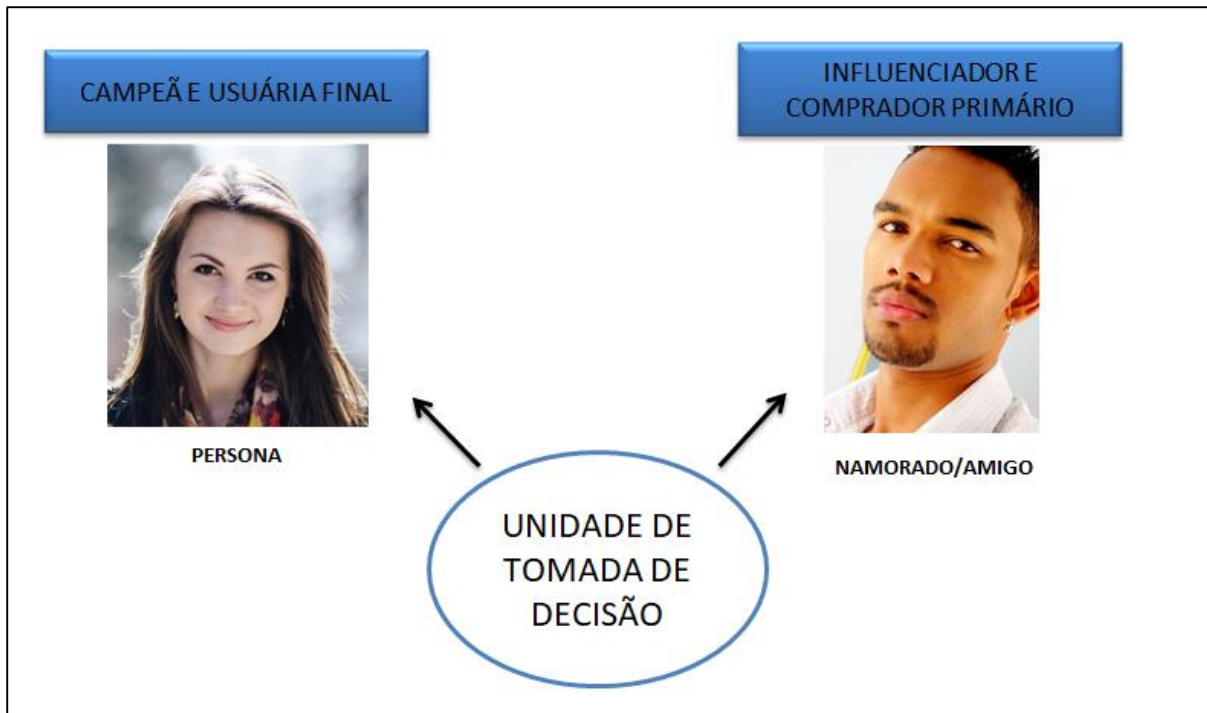 CAMPEÃ E USUÁRIA FINAL
INFLUENCIADOR E
COMPRADOR PRIMÁRIO
PERSONA
NAMORADO/AMIGO
UNIDADE DE
TOMADA DE
DECISÃO